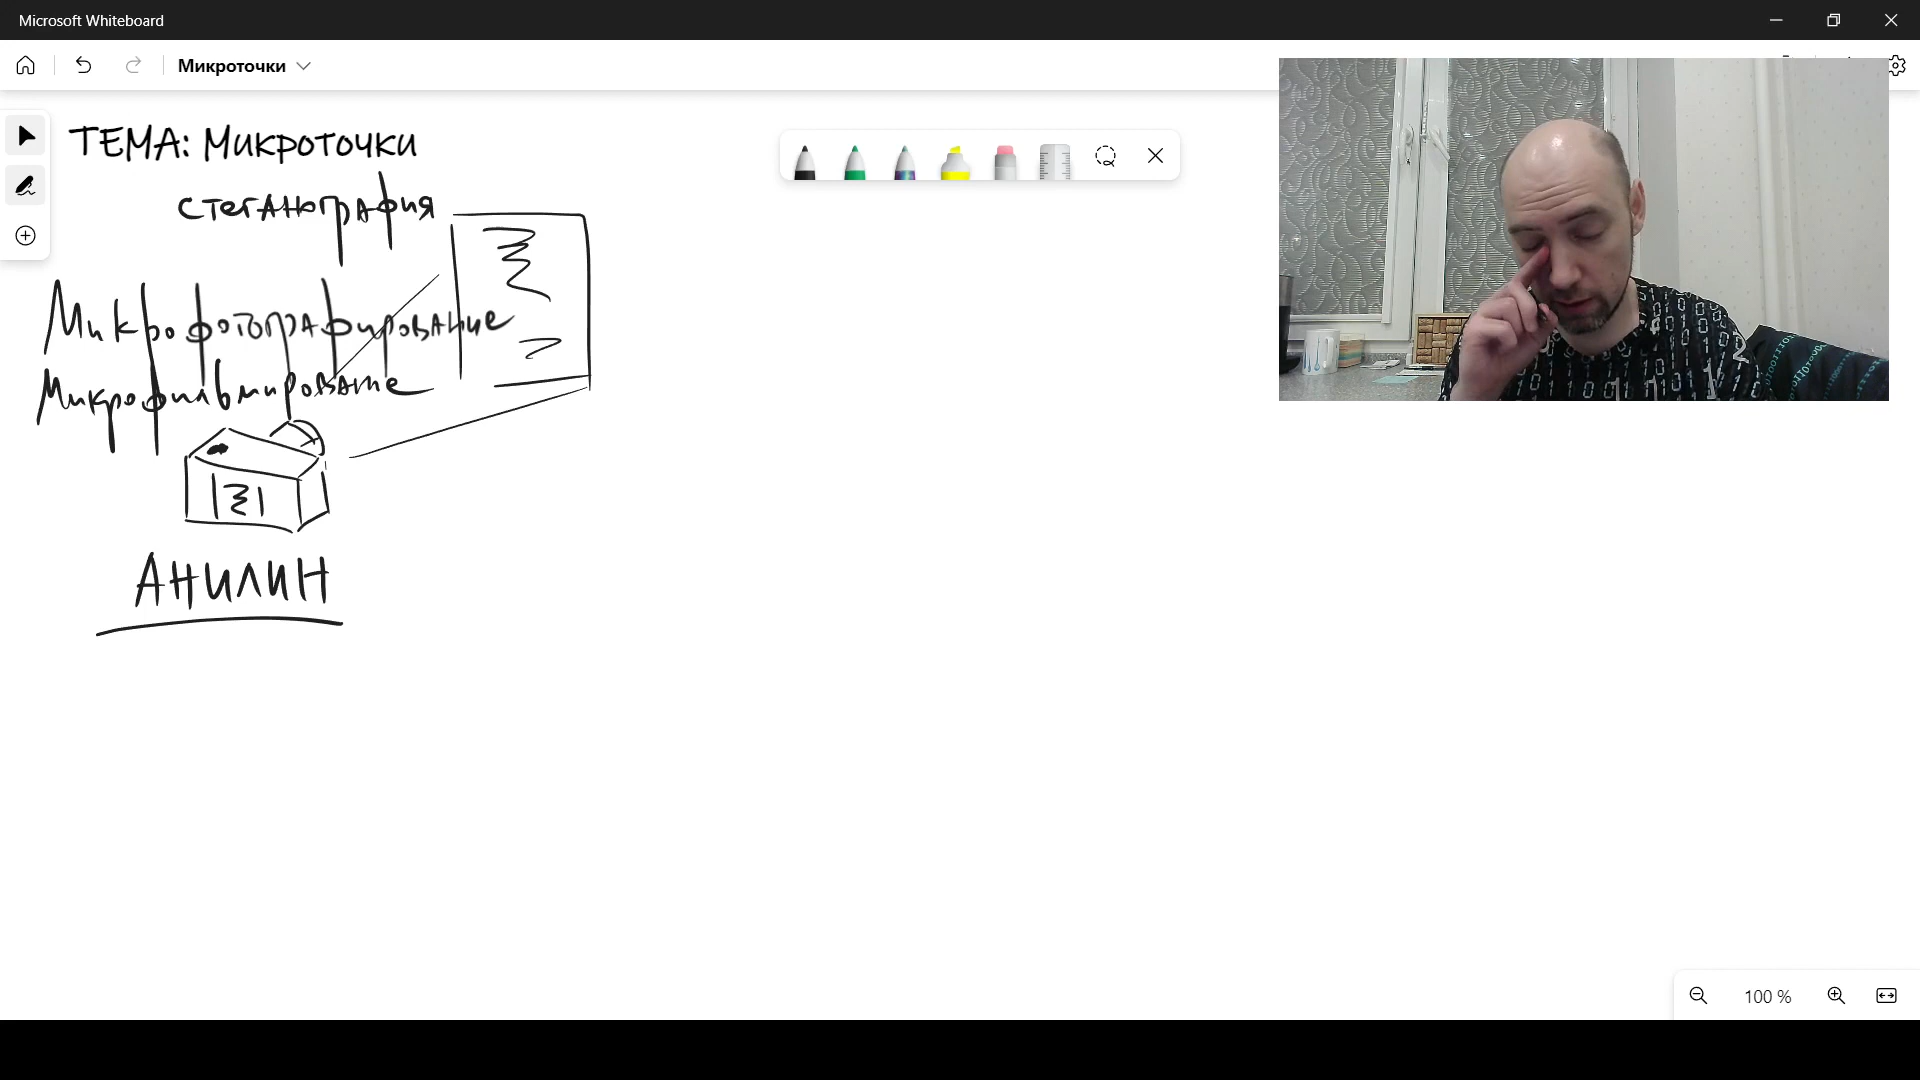 Microsoft Whiteboard
Микроточки
ТЕМА: Микроточки
стеганография
Микрофотографирование
Микрофильмирование
АНИЛИН
100 %